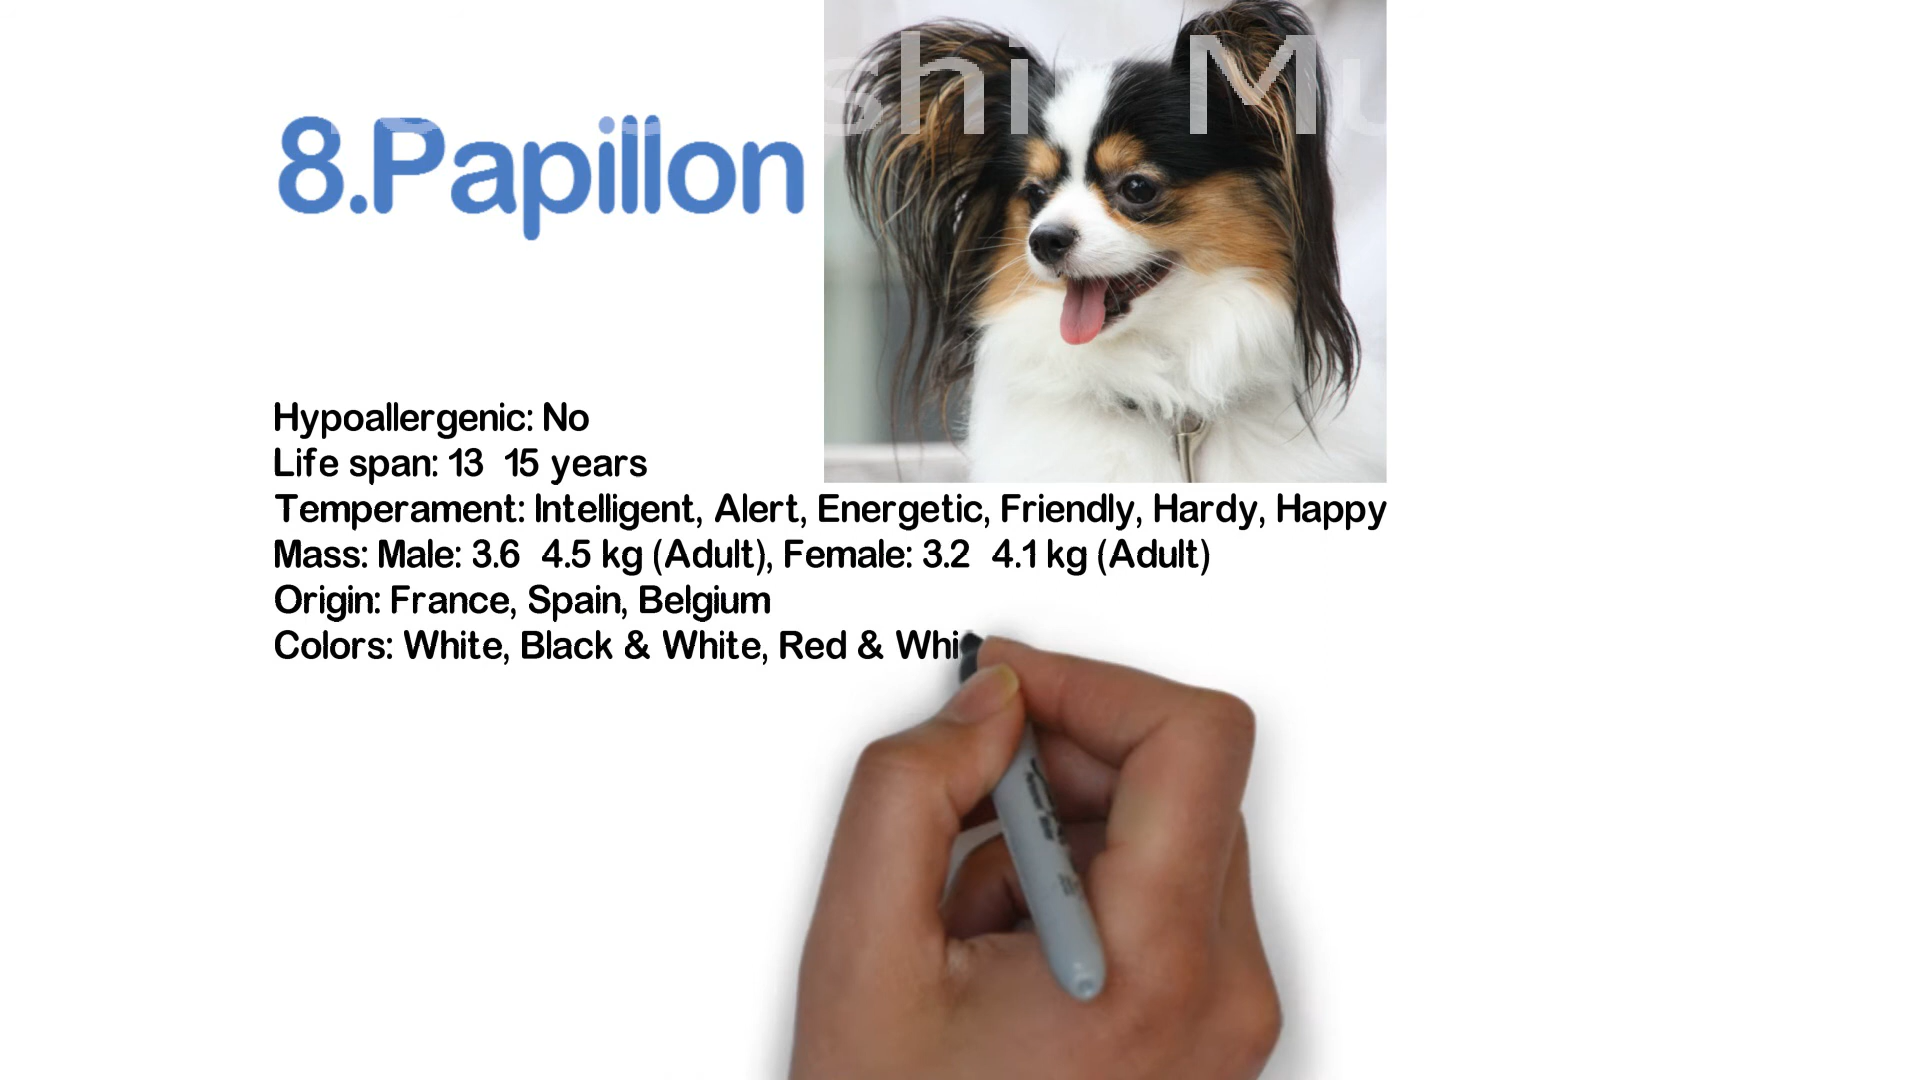 shir Mu
8.Papillon
Hypoallergenic: No
Life span: 13  15 years
Temperament: Intelligent, Alert, Energetic, Friendly, Hardy, Happy
Mass: Male: 3.6  4.5 kg (Adult), Female: 3.2  4.1 kg (Adult)
Origin: France, Spain, Belgium
Colors: White, Black & White, Red & Whi